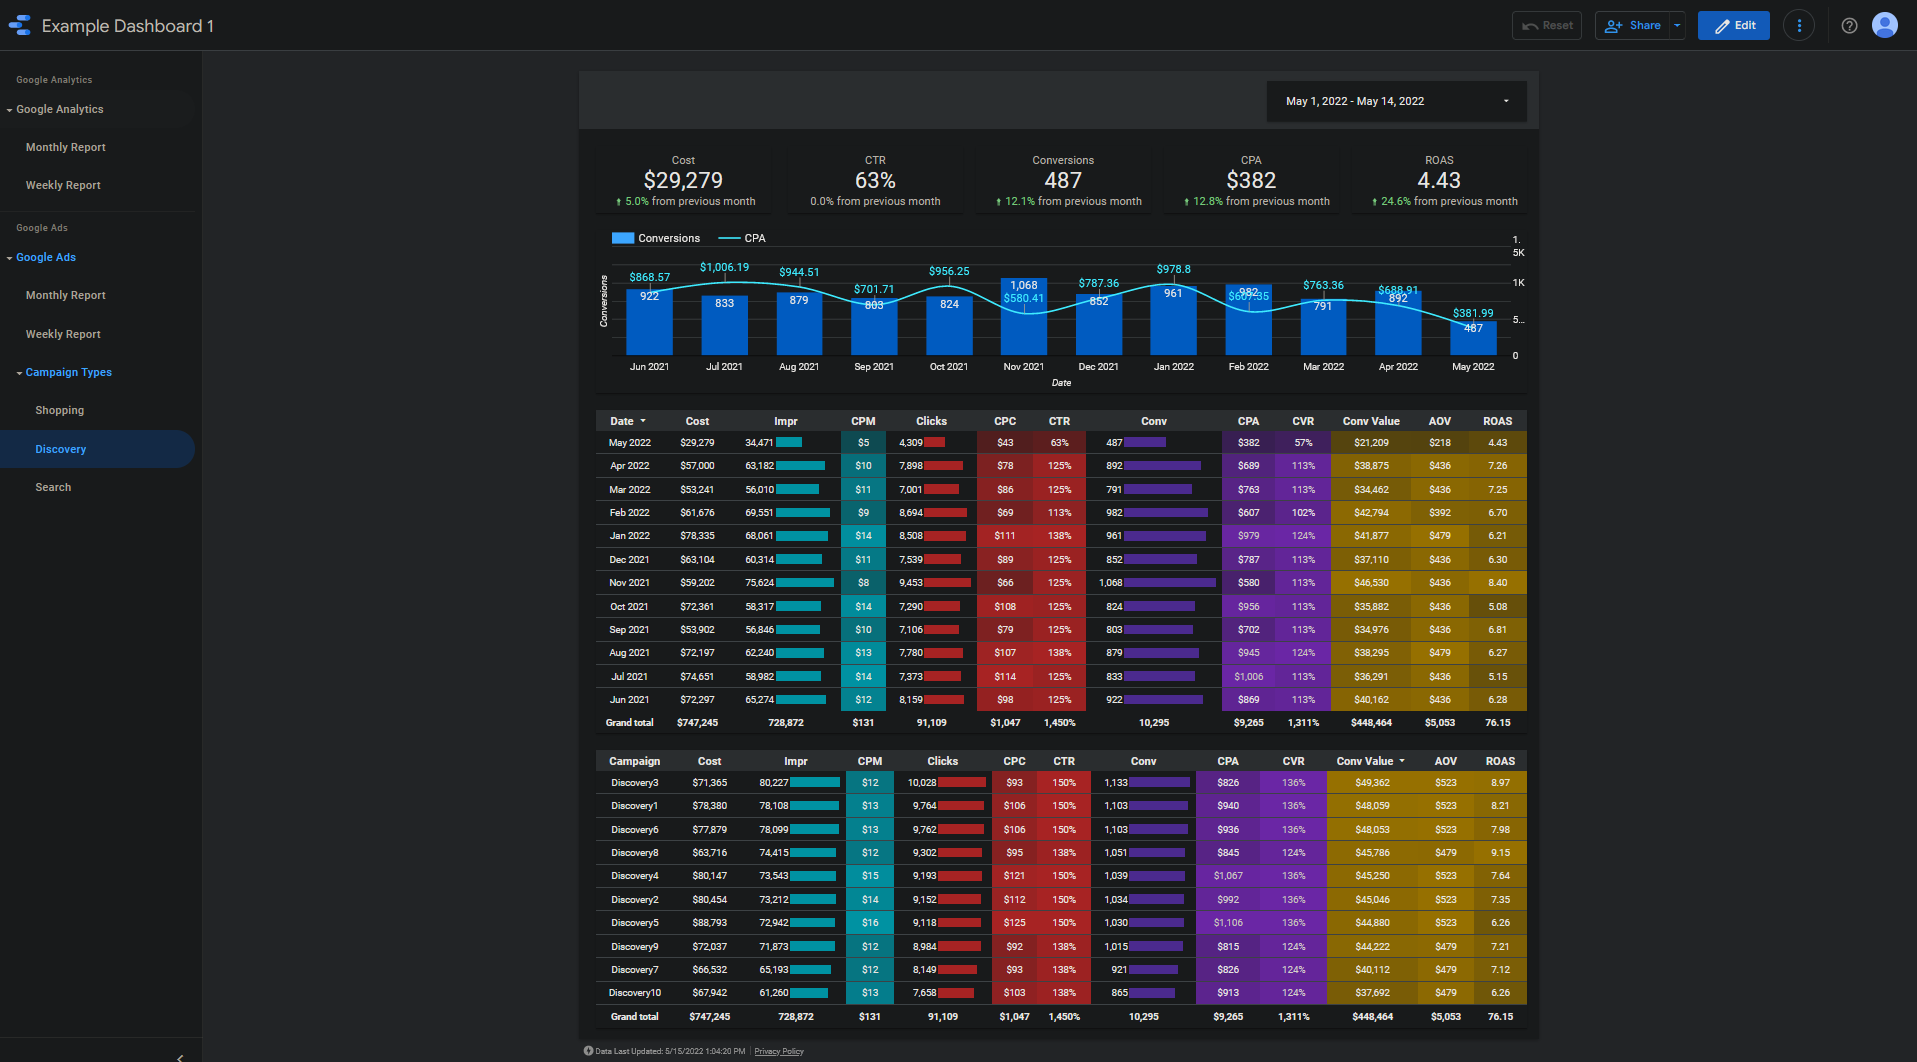 Example Dashboard 1
Reset
Share
Edit
Google Analytics
Google Analytics
Monthly Report
Weekly Report
Google Ads
Google Ads
Monthly Report
Weekly Report
Campaign Types
Shopping
Discovery
Search
May 1, 2022 - May 14, 2022
Cost
$29,279
5.0% from previous month
CTR
63%
0.0% from previous month
Conversions
487
12.1% from previous month
CPA
$382
12.8% from previous month
ROAS
4.43
24.6% from previous month
Conversions CPA
1.
5K
1K
5...
0
Conversions
$868.57 $1,006.19 $944.51 $701.71 $956.25 $580.41 $787.36 $978.8 $607.35 $763.36 $688.91 $381.99
922 833 879 803 824 1,068 852 961 982 791 892 487
Jun 2021 Jul 2021 Aug 2021 Sep 2021 Oct 2021 Nov 2021 Dec 2021 Jan 2022 Feb 2022 Mar 2022 Apr 2022 May 2022
Date
Date Cost Impr CPM Clicks CPC CTR Conv CPA CVR Conv Value AOV ROAS
May 2022 $29,279 34,471 $5 4,309 $43 63% 487 $382 57% $21,209 $218 4.43
Apr 2022 $57,000 63,182 $10 7,898 $78 125% 892 $689 113% $38,875 $436 7.26
Mar 2022 $53,241 56,010 $11 7,001 $86 125% 791 $763 113% $34,462 $436 7.25
Feb 2022 $61,676 69,551 $9 8,694 $69 113% 982 $607 102% $42,794 $392 6.70
Jan 2022 $78,335 68,061 $14 8,508 $111 138% 961 $979 124% $41,877 $479 6.21
Dec 2021 $63,104 60,314 $11 7,539 $89 125% 852 $787 113% $37,110 $436 6.30
Nov 2021 $59,202 75,624 $8 9,453 $66 125% 1,068 $580 113% $46,530 $436 8.40
Oct 2021 $72,361 58,317 $14 7,290 $108 125% 824 $956 113% $35,882 $436 5.08
Sep 2021 $53,902 56,846 $10 7,106 $79 125% 803 $702 113% $34,976 $436 6.81
Aug 2021 $72,197 62,240 $13 7,780 $107 138% 879 $945 124% $38,295 $479 6.27
Jul 2021 $74,651 58,982 $14 7,373 $114 125% 833 $1,006 113% $36,291 $436 5.15
Jun 2021 $72,297 65,274 $12 8,159 $98 125% 922 $869 113% $40,162 $436 6.28
Grand total $747,245 728,872 $131 91,109 $1,047 1,450% 10,295 $9,265 1,311% $448,464 $5,053 76.15
Campaign Cost Impr CPM Clicks CPC CTR Conv CPA CVR Conv Value AOV ROAS
Discovery3 $71,365 80,227 $12 10,028 $93 150% 1,133 $826 136% $49,362 $523 8.97
Discovery1 $78,380 78,108 $13 9,764 $106 150% 1,103 $940 136% $48,059 $523 8.21
Discovery6 $77,879 78,099 $13 9,762 $106 150% 1,103 $936 136% $48,053 $523 7.98
Discovery8 $63,716 74,415 $12 9,302 $95 138% 1,051 $845 124% $45,786 $479 9.15
Discovery4 $80,147 73,543 $15 9,193 $121 150% 1,039 $1,067 136% $45,250 $523 7.64
Discovery2 $80,454 73,212 $14 9,152 $112 150% 1,034 $992 136% $45,046 $523 7.35
Discovery5 $88,793 72,942 $16 9,118 $125 150% 1,030 $1,106 136% $44,880 $523 6.26
Discovery9 $72,037 71,873 $12 8,984 $92 138% 1,015 $815 124% $44,222 $479 7.21
Discovery7 $66,532 65,193 $12 8,149 $93 138% 921 $826 124% $40,112 $479 7.12
Discovery10 $67,942 61,260 $13 7,658 $103 138% 865 $913 124% $37,692 $479 6.26
Grand total $747,245 728,872 $131 91,109 $1,047 1,450% 10,295 $9,265 1,311% $448,464 $5,053 76.15
Data Last Updated: 5/15/2022 1:04:20 PM Privacy Policy